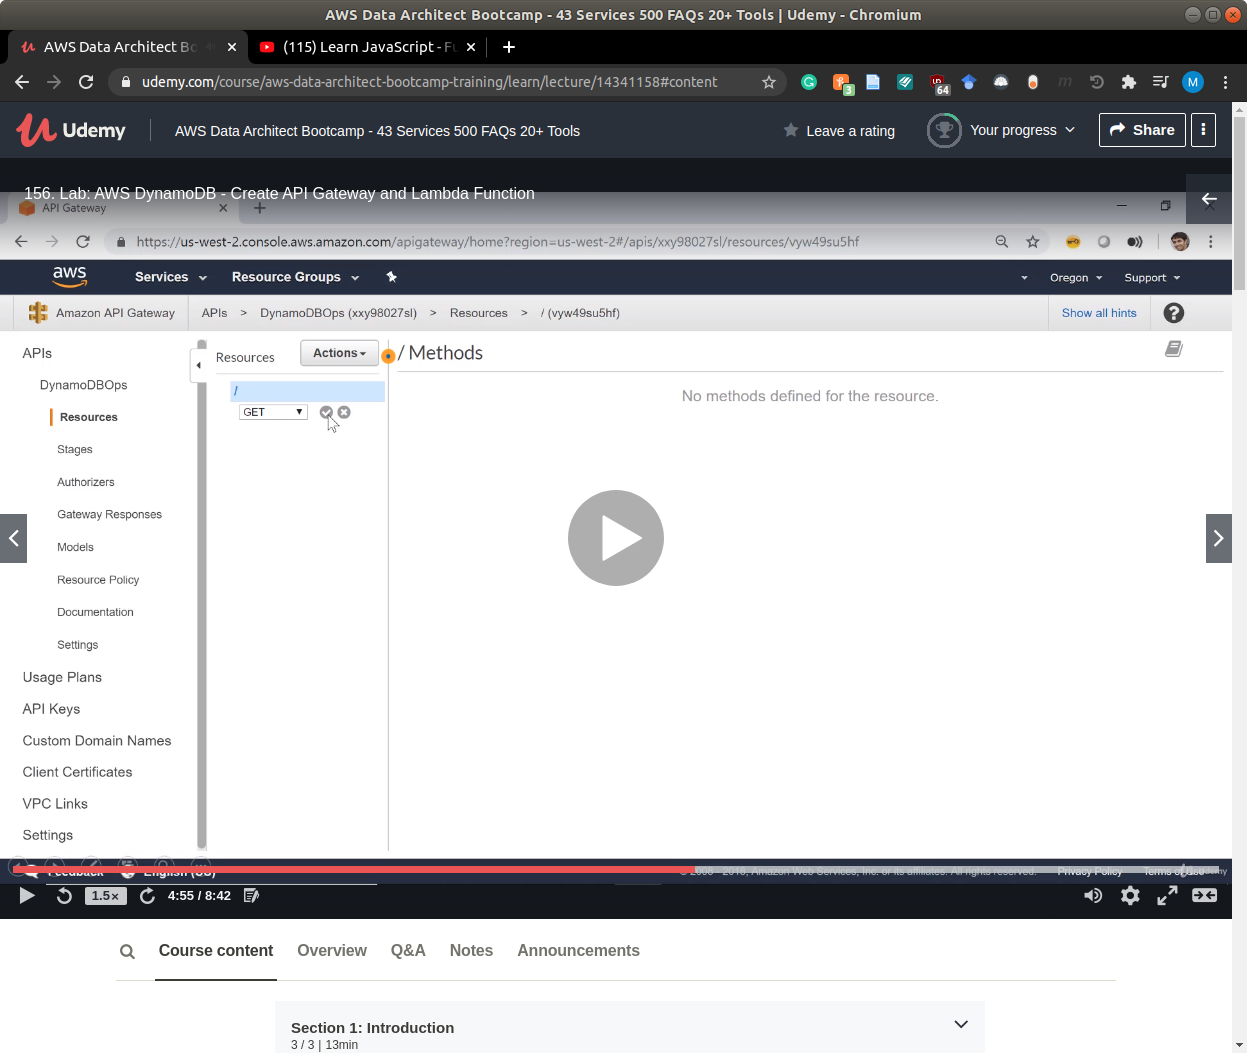 AWS Data Architect Bootcamp - 43 Services 500 FAQs 20+ Tools | Udemy - Chromium
AWS Data Architect Bo
(115) Learn JavaScript - Fu
udemy.com/course/aws-data-architect-bootcamp-training/learn/lecture/14341158#content
3
64
M
Udemy
AWS Data Architect Bootcamp - 43 Services 500 FAQs 20+ Tools
Leave a rating
Your progress
Share
156. Lab: AWS DynamoDB - Create API Gateway and Lambda Function
API Gateway
https://us-west-2.console.aws.amazon.com/apigateway/home?region=us-west-2#/apis/xxy98027sl/resources/vyw49su5hf
aws
Services
Resource Groups
Oregon
Support
Amazon API Gateway
APIs > DynamoDBOps (xxy98027sl) > Resources > / (vyw49su5hf)
Show all hints
?
APIs
DynamoDBOps
Resources
Stages
Authorizers
Gateway Responses
Models
Resource Policy
Documentation
Settings
Usage Plans
API Keys
Custom Domain Names
Client Certificates
VPC Links
Settings
Resources
Actions
/
GET
/ Methods
No methods defined for the resource.
Feedback
English (US)
Amazon Web Services, Inc. or its affiliates. All rights reserved.
Privacy Policy
Terms of Use
1.5×
4:55 / 8:42
Course content
Overview
Q&A
Notes
Announcements
Section 1: Introduction
3 / 3 | 13min